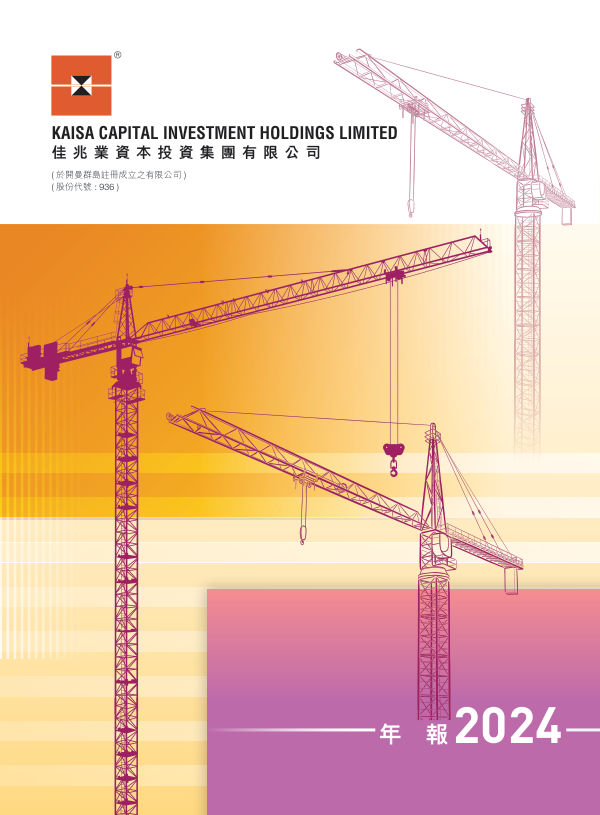 ®
KAISA CAPITAL INVESTMENT HOLDINGS LIMITED
佳兆業資本投資集團有限公司
(於開曼群島註冊成立之有限公司)
(股份代號 : 936)
年 報 2024